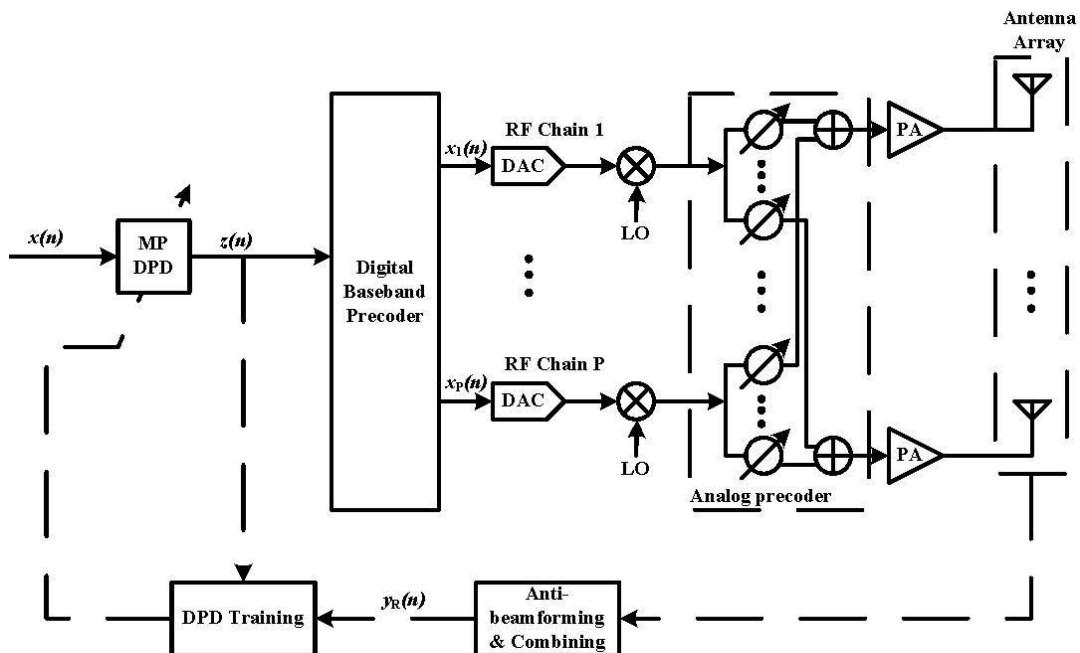 Antenna
Array
RF Chain 1
x1(n)
DAC
PA
LO
x(n)
MP
DPD
z(n)
Digital
Baseband
Precoder
RF Chain P
xP(n)
DAC
LO
PA
Analog precoder
DPD Training
yR(n)
Anti-
beamforming
& Combining